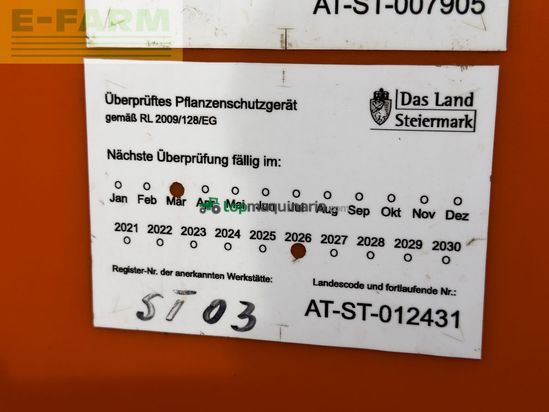 E-FARM
AT-ST-007905
Überprüftes Pflanzenschutzgerät
gemäß RL 2009/128/EG
Das Land
Steiermark
Nächste Überprüfung fällig im:
Jan Feb Mär Apr Mai Jun Jul Aug Sep Okt Nov Dez
topmaquinaria.com
2021 2022 2023 2024 2025 2026 2027 2028 2029 2030
Register-Nr. der anerkannten Werkstätte:
Landescode und fortlaufende Nr.:
ST 03
AT-ST-012431